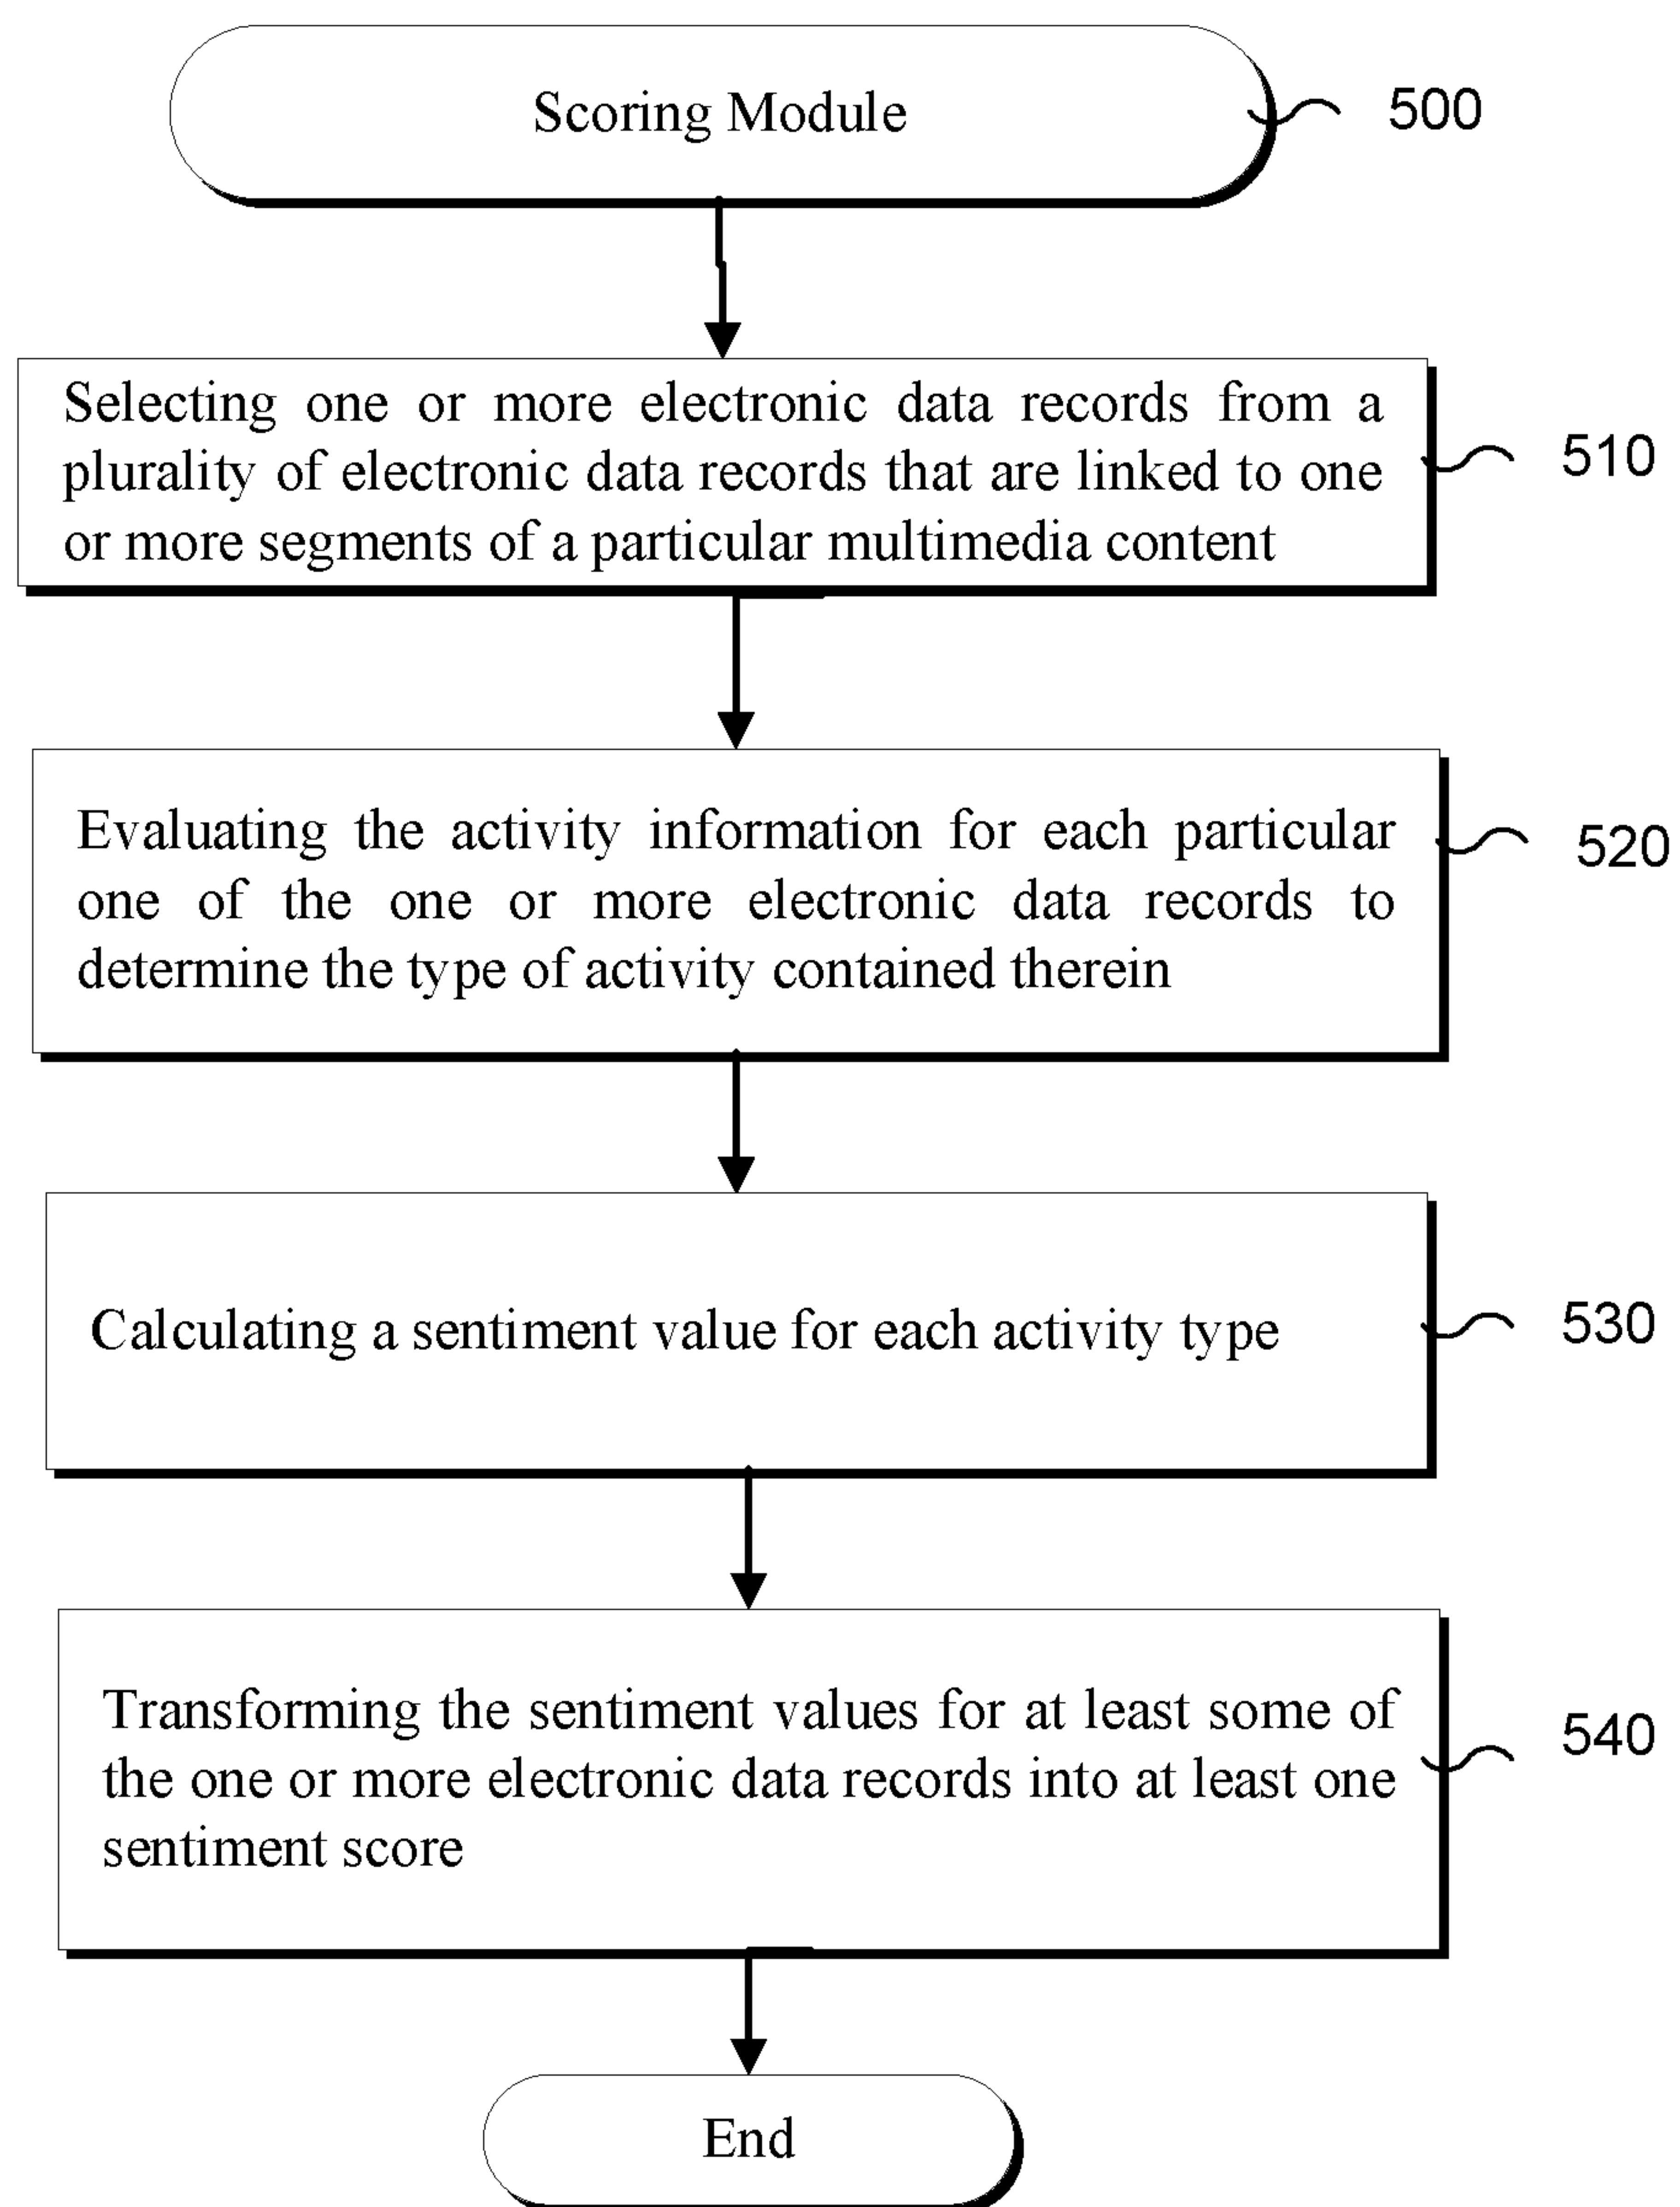 Scoring Module
500
Selecting one or more electronic data records from a
plurality of electronic data records that are linked to one
or more segments of a particular multimedia content
510
Evaluating the activity information for each particular
one of the one or more electronic data records to
determine the type of activity contained therein
520
Calculating a sentiment value for each activity type
530
Transforming the sentiment values for at least some of
the one or more electronic data records into at least one
sentiment score
540
End